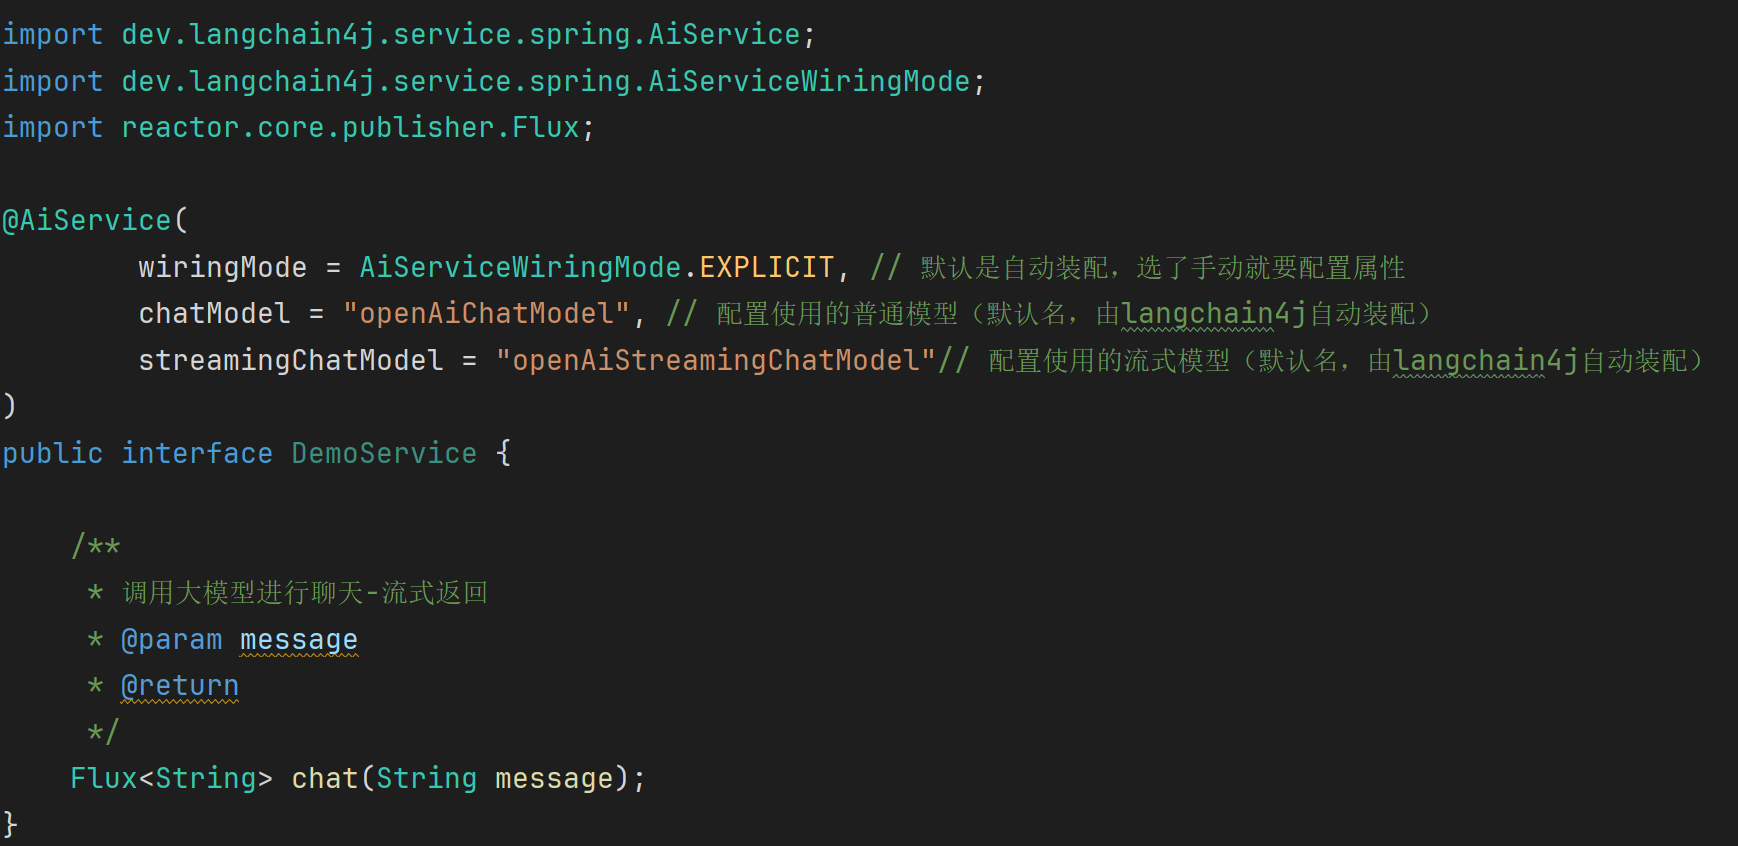 import dev.langchain4j.service.spring.AiService;
import dev.langchain4j.service.spring.AiServiceWiringMode;
import reactor.core.publisher.Flux;
@AiService(
wiringMode = AiServiceWiringMode.EXPLICIT, // 默认是自动装配，选了手动就要配置属性
chatModel = "openAiChatModel", // 配置使用的普通模型（默认名，由langchain4j自动装配）
streamingChatModel = "openAiStreamingChatModel"// 配置使用的流式模型（默认名，由langchain4j自动装配）
)
public interface DemoService {
/**
* 调用大模型进行聊天-流式返回
* @param message
* @return
*/
Flux<String> chat(String message);
}